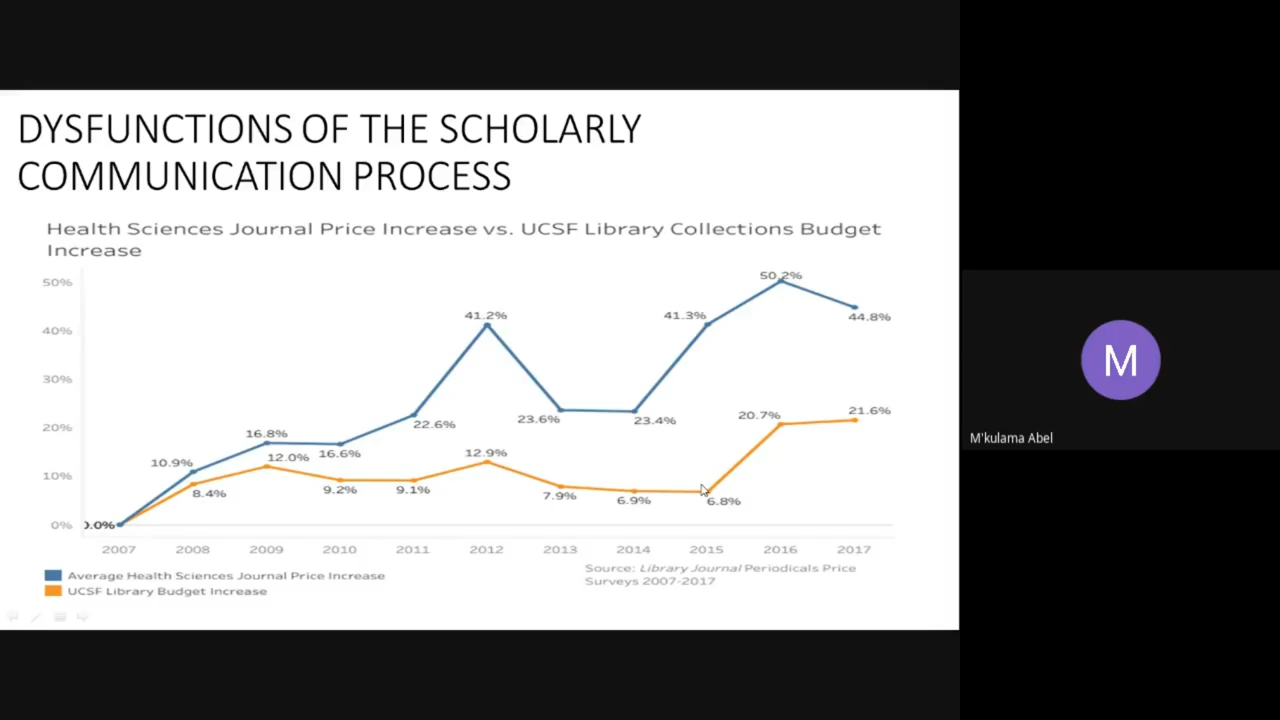 DYSFUNCTIONS OF THE SCHOLARLY
COMMUNICATION PROCESS
Health Sciences Journal Price Increase vs. UCSF Library Collections Budget
Increase
50%
40%
30%
20%
10%
0%
0.0%
10.9%
16.8%
16.6%
22.6%
41.2%
23.6%
23.4%
41.3%
50.2%
44.8%
8.4%
12.0%
9.2%
9.1%
12.9%
7.9%
6.9%
6.8%
20.7%
21.6%
2007 2008 2009 2010 2011 2012 2013 2014 2015 2016 2017
Average Health Sciences Journal Price Increase
UCSF Library Budget Increase
Source: Library Journal Periodicals Price
Surveys 2007-2017
M
M'kulama Abel